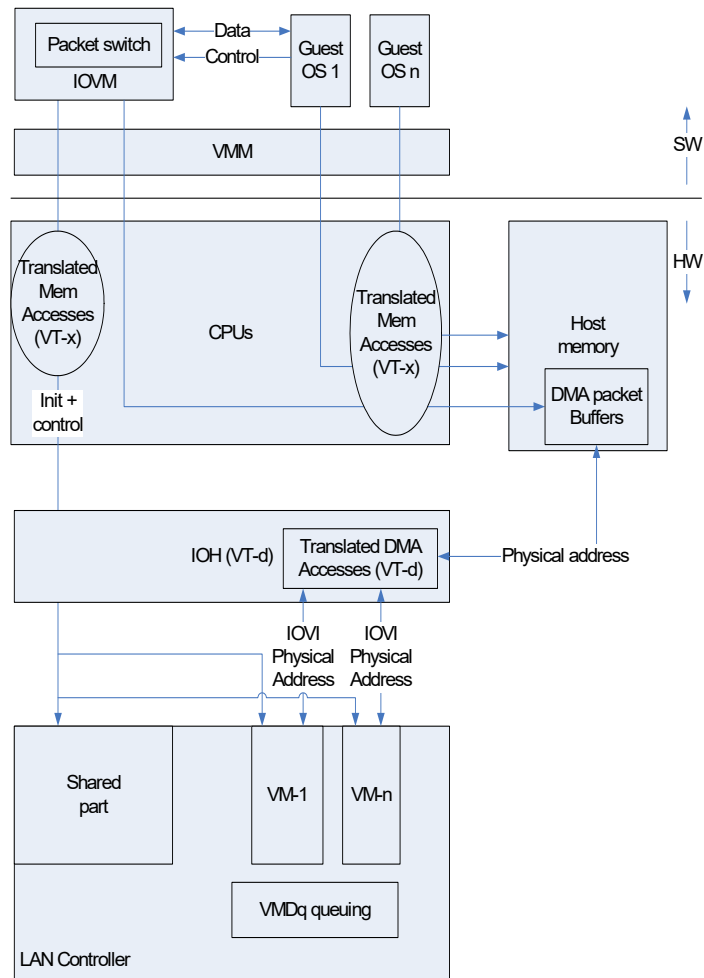 Packet switch
IOVM
Data
Control
Guest
OS 1
Guest
OS n
VMM
SW
HW
Translated
Mem
Accesses
(VT-x)
CPUs
Translated
Mem
Accesses
(VT-x)
Host
memory
DMA packet
Buffers
Init +
control
IOH (VT-d)
Translated DMA
Accesses (VT-d)
Physical address
IOVI
Physical
Address
IOVI
Physical
Address
Shared
part
VM-1
VM-n
VMDq queuing
LAN Controller